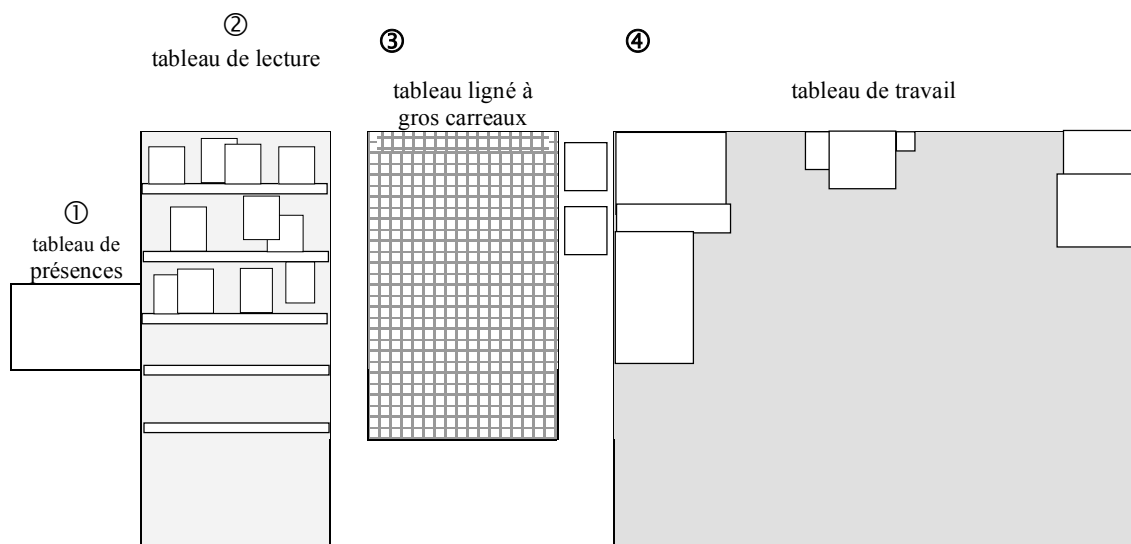 ①
tableau de
présences
②
tableau de lecture
③
tableau ligné à
gros carreaux
④
tableau de travail